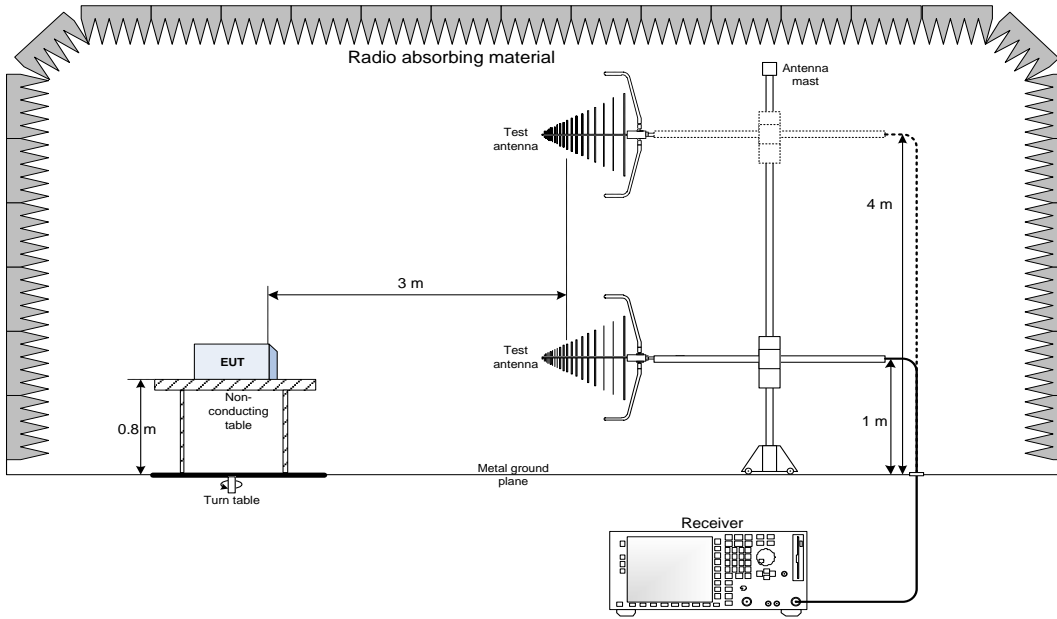 Radio absorbing material
Antenna
mast
Test
antenna
4 m
3 m
Test
antenna
EUT
Non-
conducting
table
0.8 m
1 m
Metal ground
plane
Turn table
Receiver